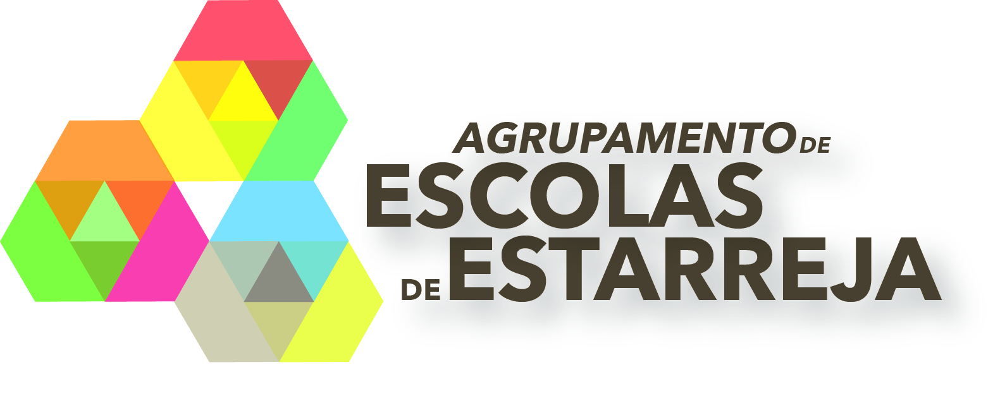 AGRUPAMENTO DE
ESCOLAS
DE ESTARREJA